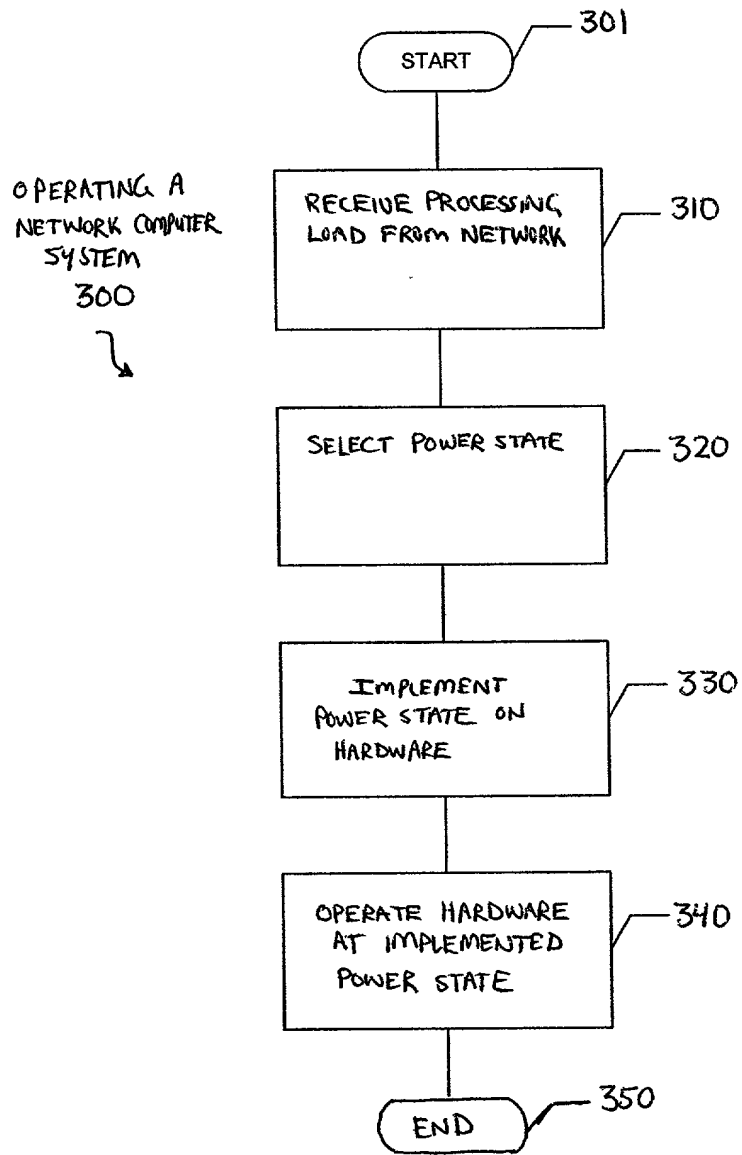 START
301
OPERATING A
NETWORK COMPUTER
SYSTEM
300
RECEIVE PROCESSING
LOAD FROM NETWORK
310
SELECT POWER STATE
320
IMPLEMENT
POWER STATE ON
HARDWARE
330
OPERATE HARDWARE
AT IMPLEMENTED
POWER STATE
340
END
350